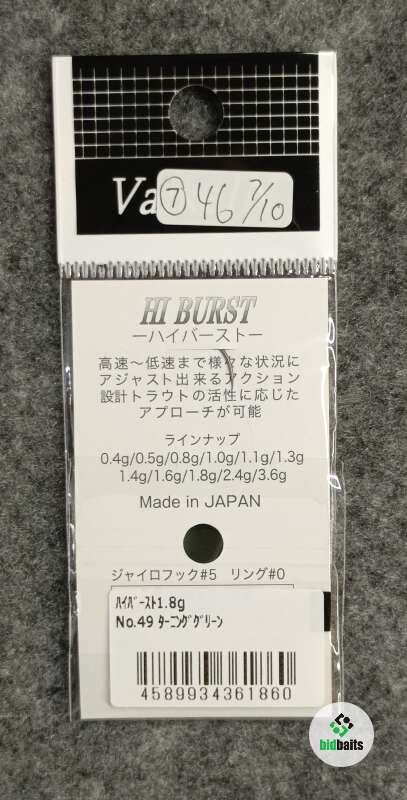 Va
⑦ 46 7/10
HI BURST
ーハイバーストー
高速〜低速まで様々な状況に
アジャスト出来るアクション
設計トラウトの活性に応じた
アプローチが可能
ラインナップ
0.4g/0.5g/0.8g/1.0g/1.1g/1.3g
1.4g/1.6g/1.8g/2.4g/3.6g
Made in JAPAN
ジャイロフック#5 リング#0
ﾊｲﾊﾞｰｽﾄ1.8g
No.49 ﾀｰﾆﾝｸﾞｸﾞﾘｰﾝ
4589934361860
bidbaits